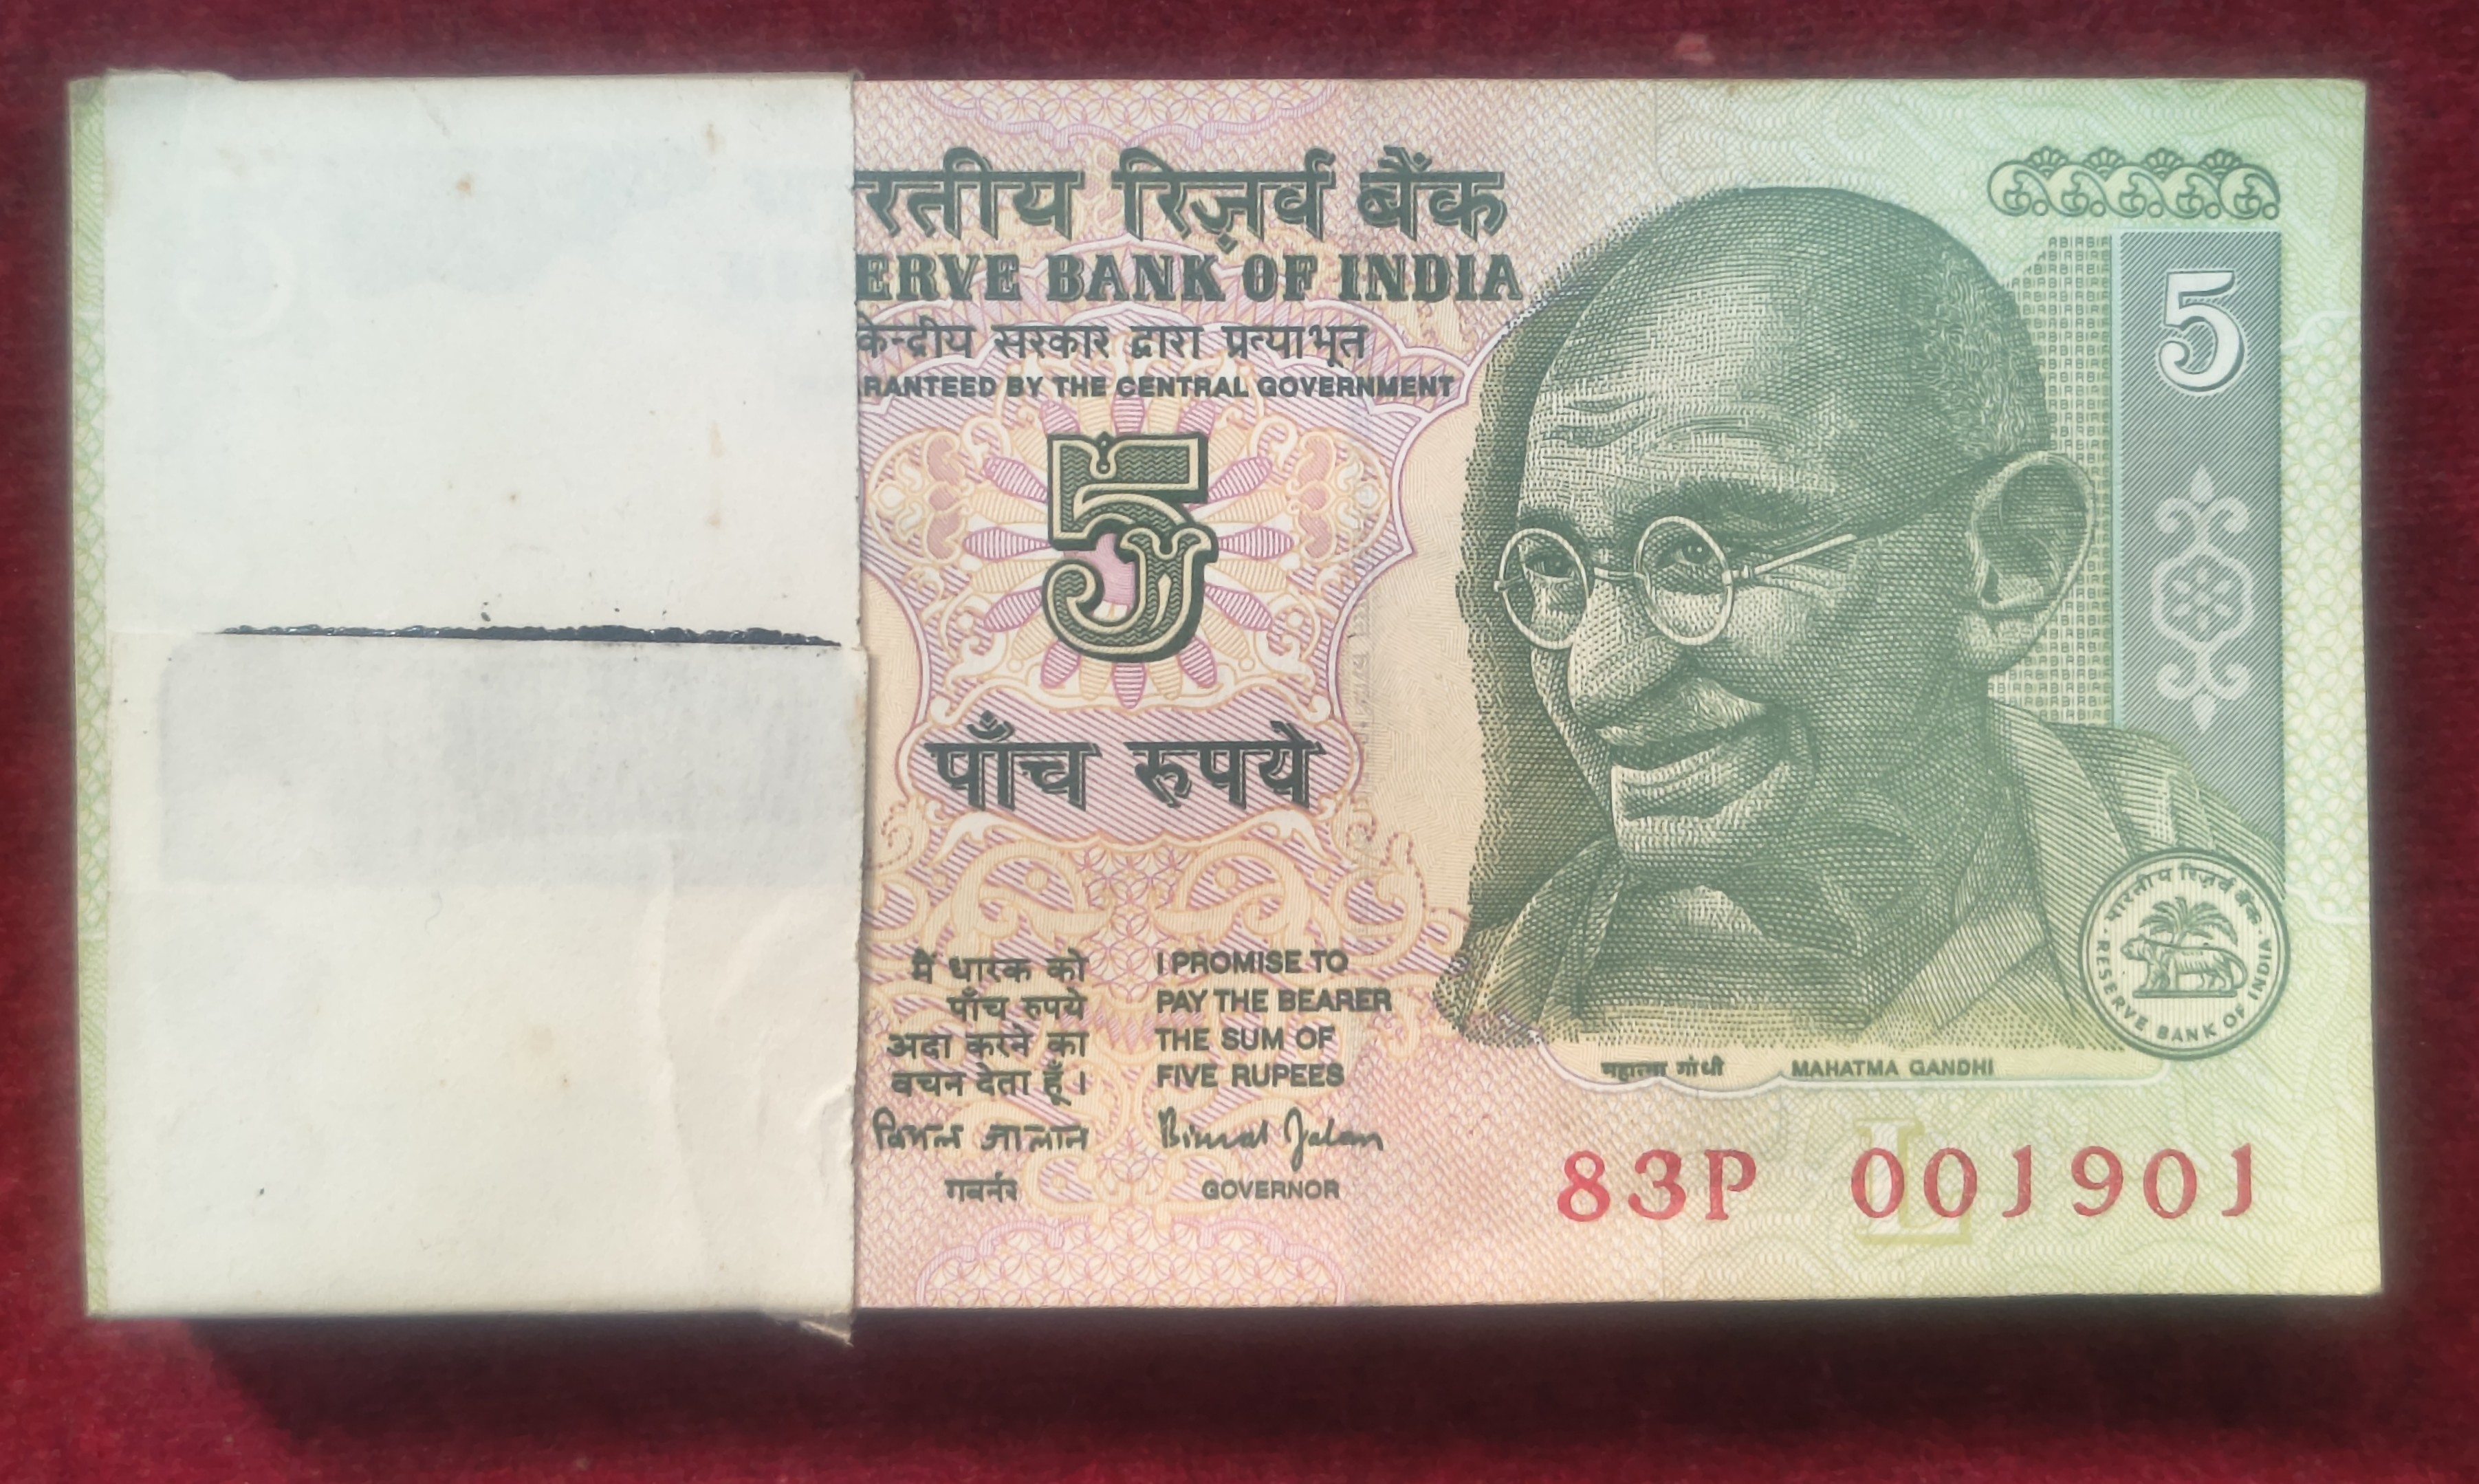 रतीय रिज़र्व बैंक
ERVE BANK OF INDIA
केन्द्रीय सरकार द्वारा प्रत्याभूत
RANTEED BY THE CENTRAL GOVERNMENT
5
5
पाँच रुपये
मैं धारक को
पाँच रुपये
अदा करने का
वचन देता हूँ।
I PROMISE TO
PAY THE BEARER
THE SUM OF
FIVE RUPEES
विमल जालान
Bimal Jalan
गवर्नर
GOVERNOR
महात्मा गांधी MAHATMA GANDHI
भारतीय रिज़र्व बैंक
RESERVE BANK OF INDIA
L
83P 001901